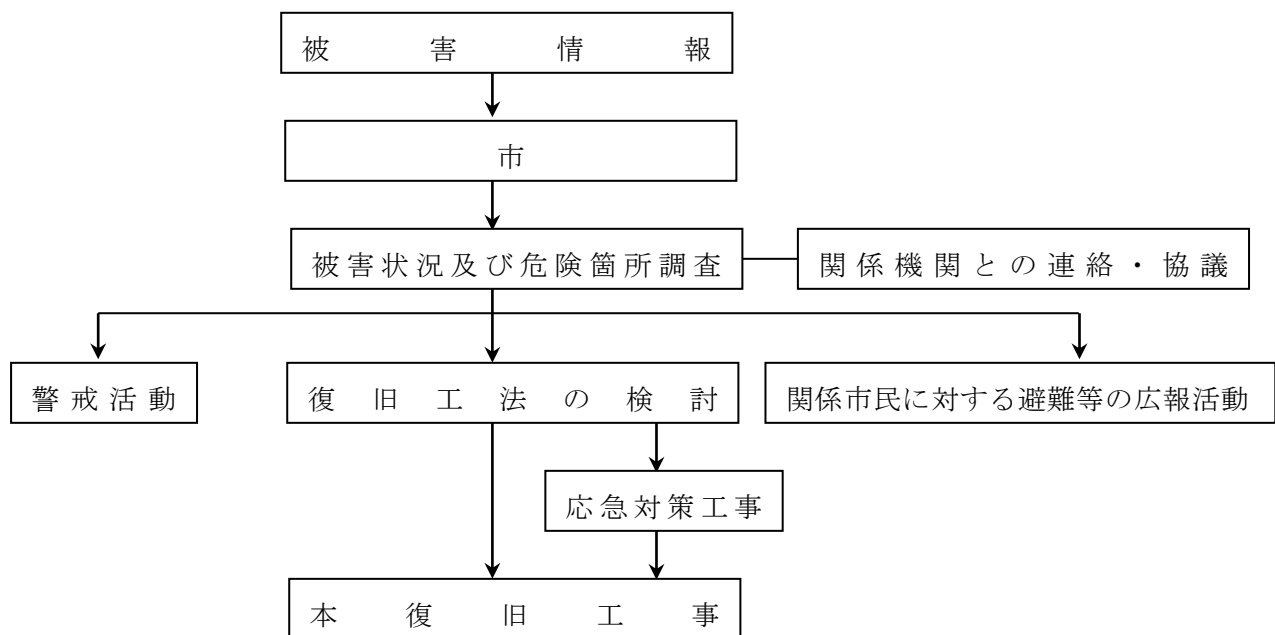 被害情報
市
被害状況及び危険箇所調査
関係機関との連絡・協議
警戒活動
復旧工法の検討
関係市民に対する避難等の広報活動
応急対策工事
本復旧工事